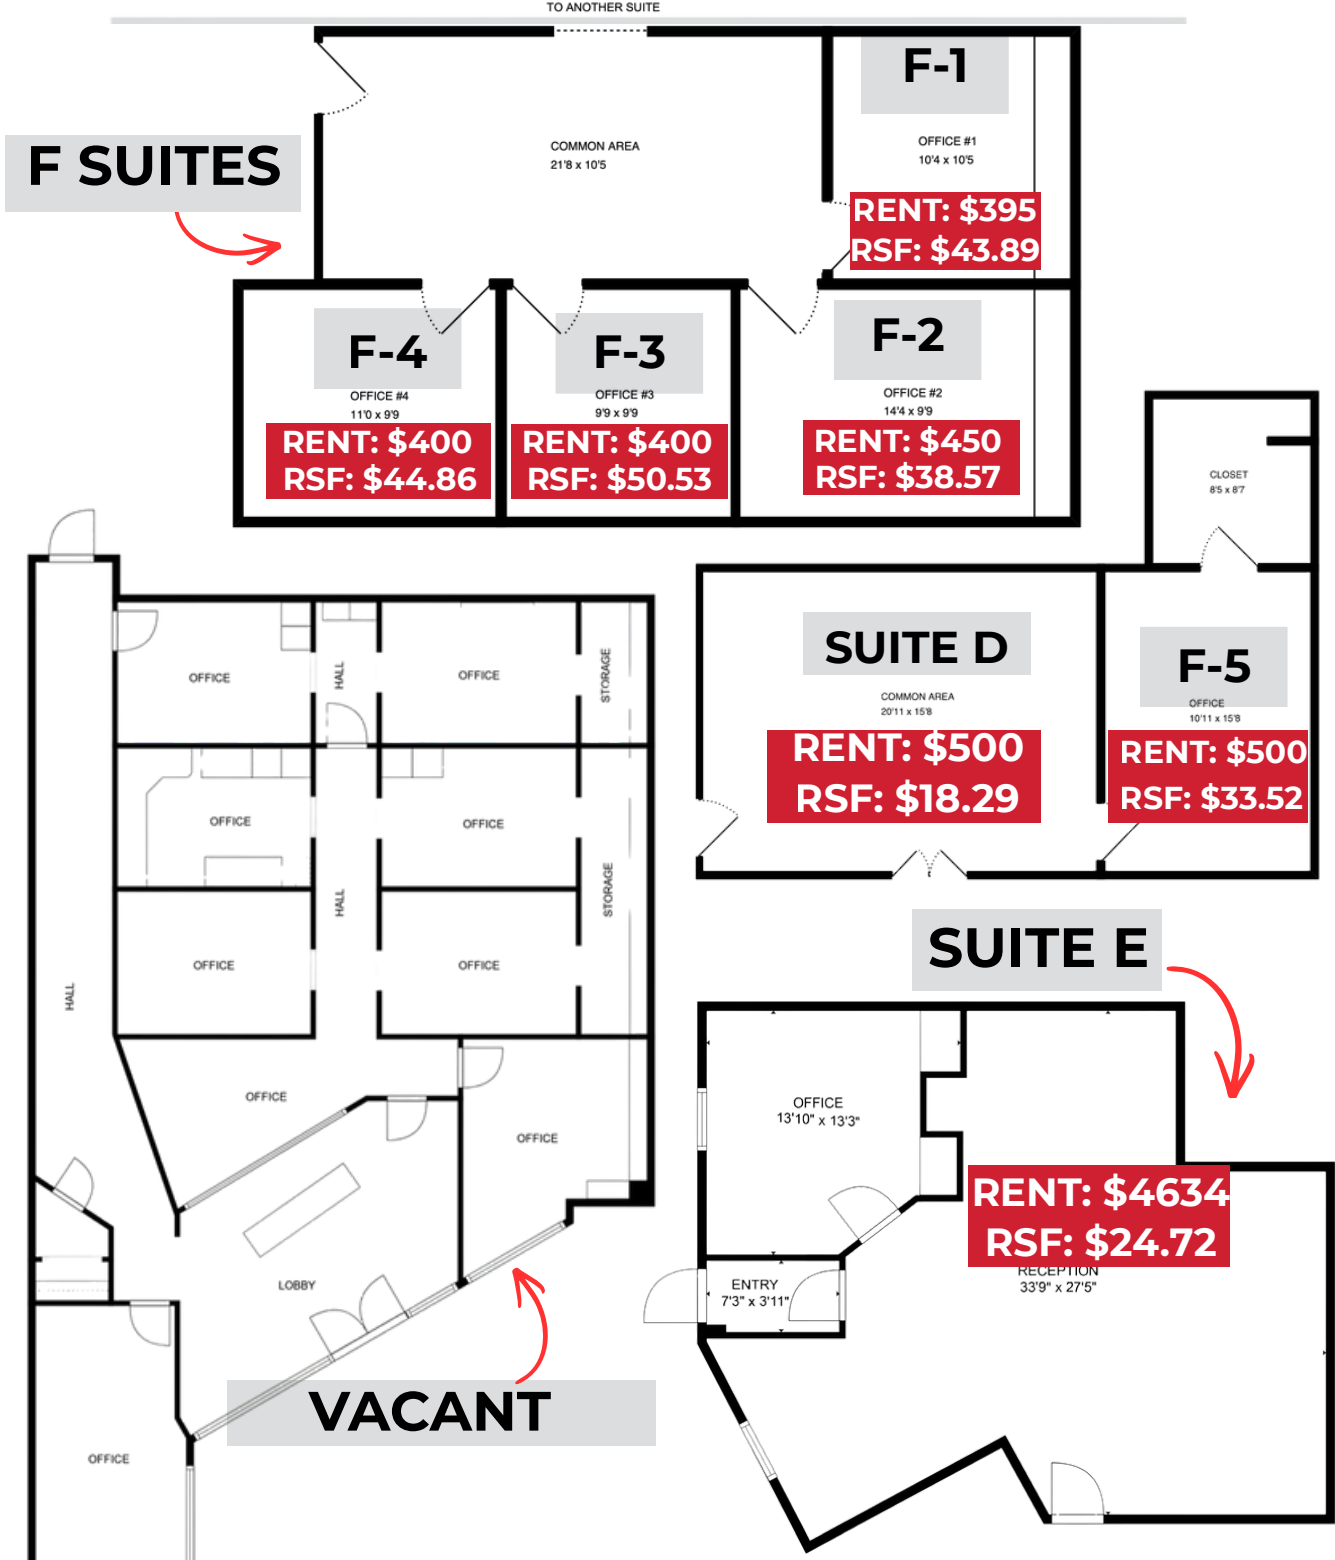 TO ANOTHER SUITE
F-1
OFFICE #1
10'4 x 10'5
RENT: $395
RSF: $43.89
COMMON AREA
21'8 x 10'5
F SUITES
F-4
OFFICE #4
11'0 x 9'9
RENT: $400
RSF: $44.86
F-3
OFFICE #3
9'9 x 9'9
RENT: $400
RSF: $50.53
F-2
OFFICE #2
14'4 x 9'9
RENT: $450
RSF: $38.57
CLOSET
8'5 x 8'7
SUITE D
COMMON AREA
20'11 x 15'8
RENT: $500
RSF: $18.29
F-5
OFFICE
10'11 x 15'8
RENT: $500
RSF: $33.52
OFFICE
HALL
OFFICE
STORAGE
OFFICE
OFFICE
HALL
STORAGE
OFFICE
OFFICE
HALL
OFFICE
OFFICE
LOBBY
VACANT
OFFICE
SUITE E
OFFICE
13'10" x 13'3"
RENT: $4634
RSF: $24.72
RECEPTION
33'9" x 27'5"
ENTRY
7'3" x 3'11"